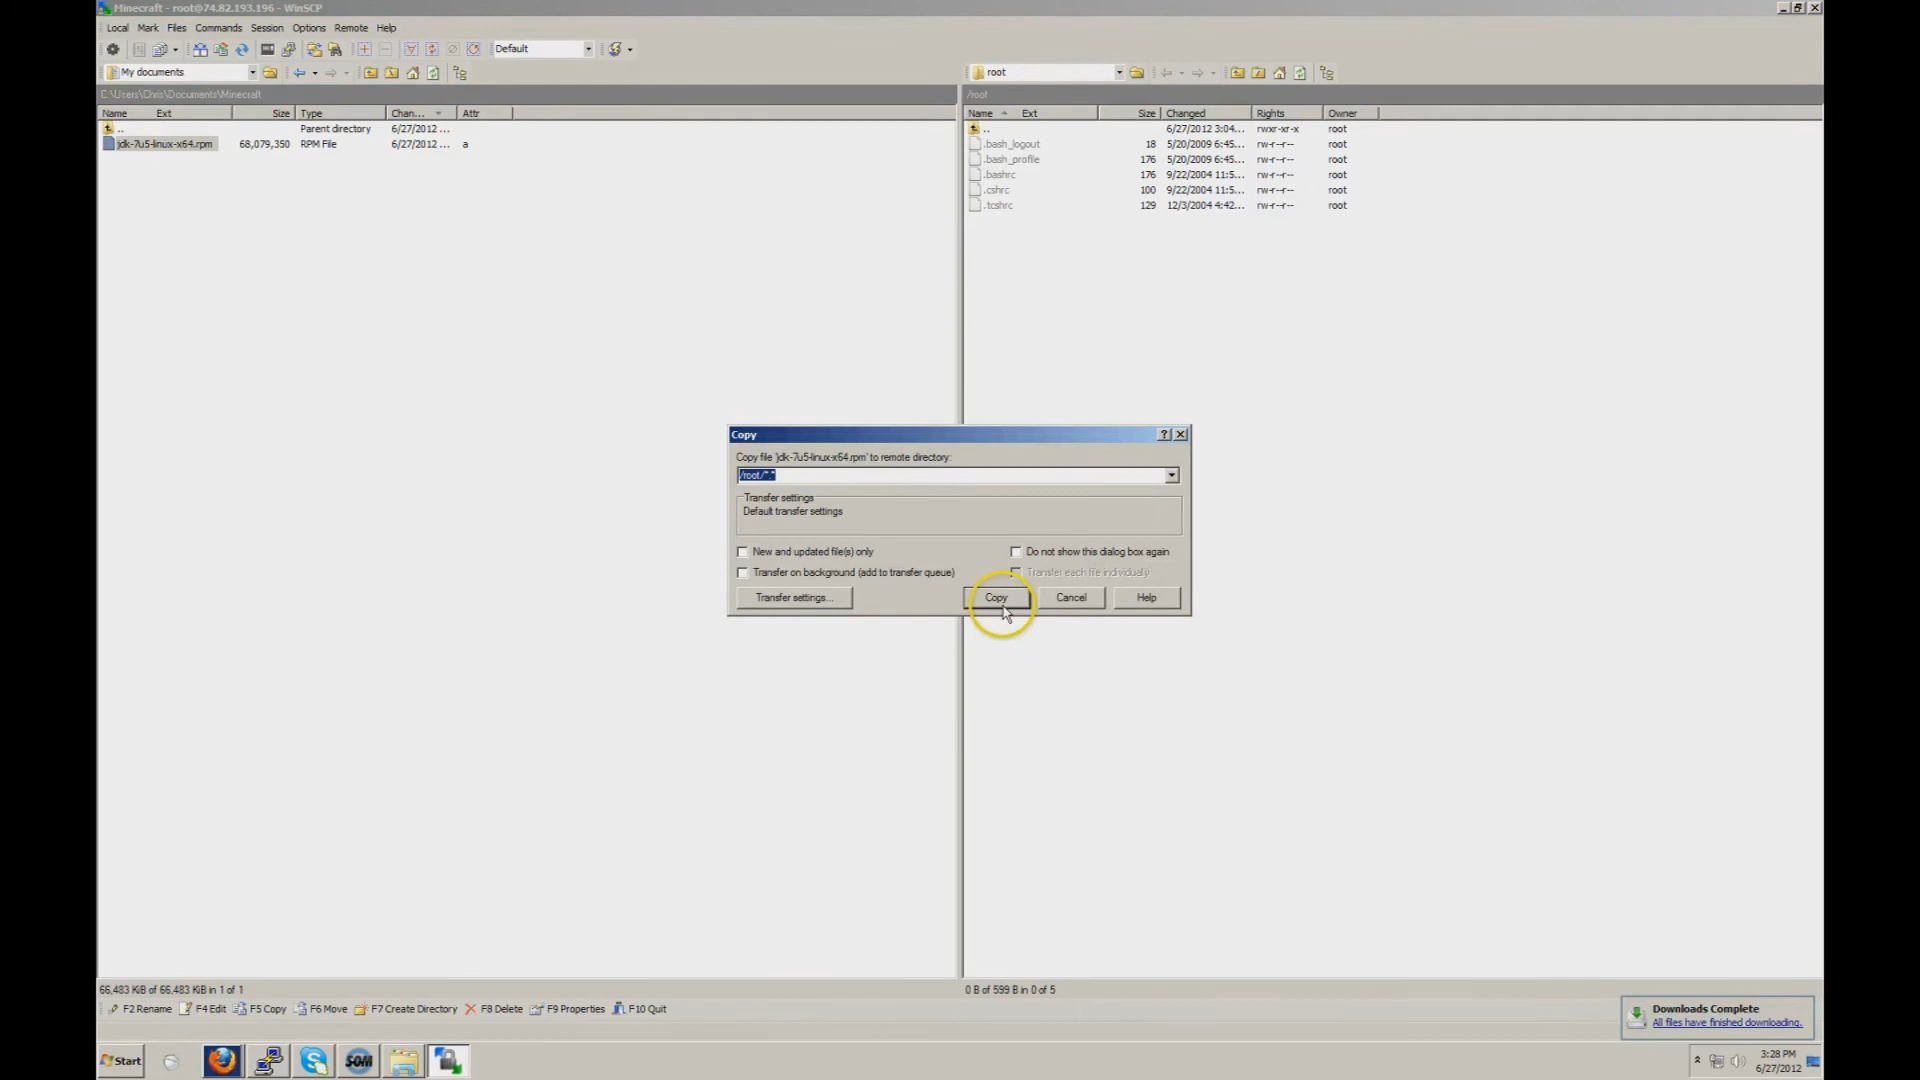 Minecraft - root@74.82.193.196 - WinSCP
Local Mark Files Commands Session Options Remote Help
Default
My documents
root
C:\Users\Chris\Documents\Minecraft
/root
Name Ext Size Type Chan... Attr
Name Ext Size Changed Rights Owner
.. Parent directory 6/27/2012 ...
.. 6/27/2012 3:04... rwxr-xr-x root
jdk-7u5-linux-x64.rpm 68,079,350 RPM File 6/27/2012 ... a
.bash_logout 18 5/20/2009 6:45... rw-r--r-- root
.bash_profile 176 5/20/2009 6:45... rw-r--r-- root
.bashrc 176 9/22/2004 11:5... rw-r--r-- root
.cshrc 100 9/22/2004 11:5... rw-r--r-- root
.tcshrc 129 12/3/2004 4:42... rw-r--r-- root
Copy
Copy file 'jdk-7u5-linux-x64.rpm' to remote directory:
/root/*.*
Transfer settings
Default transfer settings
New and updated file(s) only
Do not show this dialog box again
Transfer on background (add to transfer queue)
Transfer each file individually
Transfer settings...
Copy
Cancel
Help
66,483 KiB of 66,483 KiB in 1 of 1
0 B of 599 B in 0 of 5
F2 Rename F4 Edit F5 Copy F6 Move F7 Create Directory F8 Delete F9 Properties F10 Quit
Downloads Complete
All files have finished downloading.
Start
SOM
3:28 PM
6/27/2012